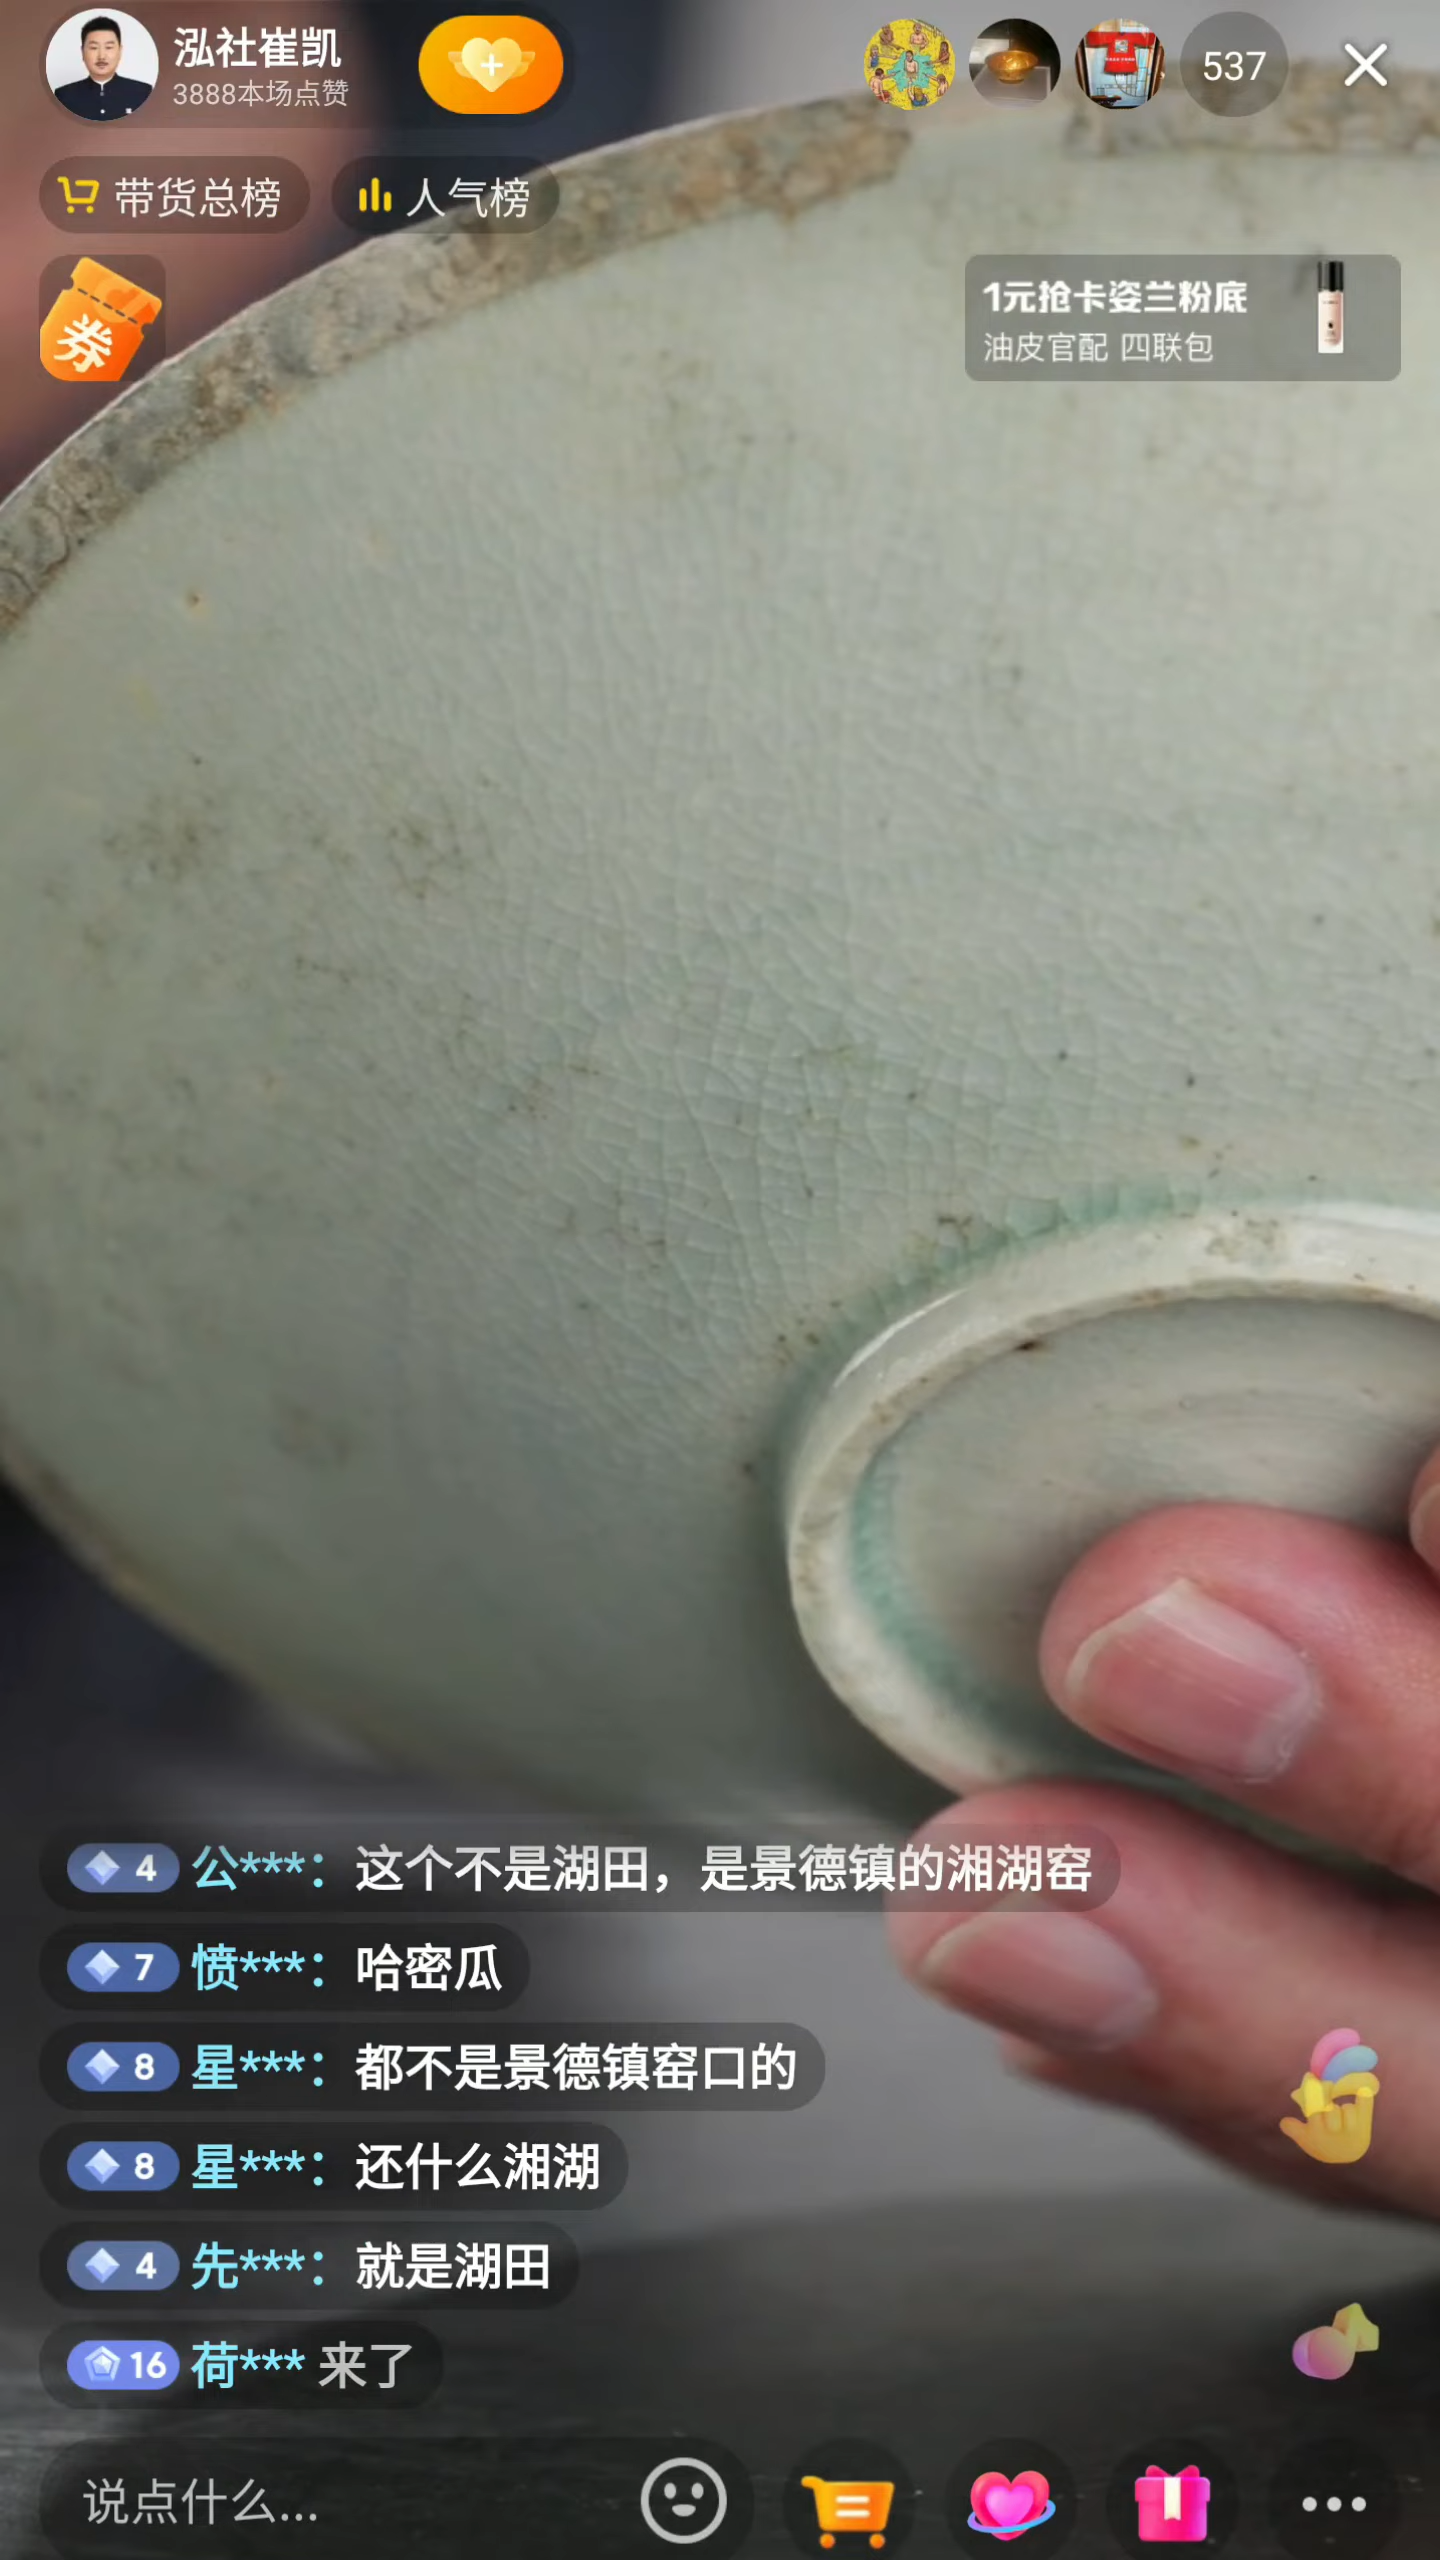 泓社崔凯
3888本场点赞
537
带货总榜
人气榜
券
1元抢卡姿兰粉底
油皮官配 四联包
4 公***：这个不是湖田，是景德镇的湘湖窑
7 愤***：哈密瓜
8 星***：都不是景德镇窑口的
8 星***：还什么湘湖
4 先***：就是湖田
16 荷*** 来了
说点什么...